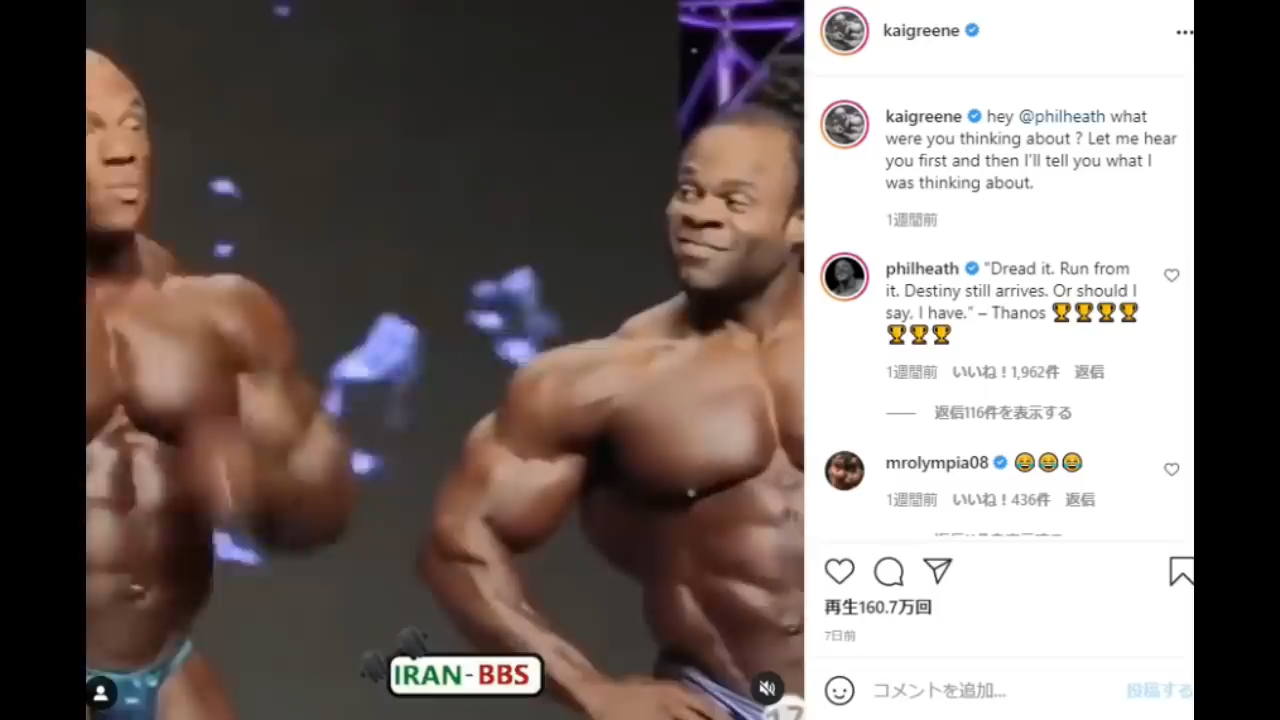 kaigreene
kaigreene hey @philheath what
were you thinking about ? Let me hear
you first and then I'll tell you what I
was thinking about.
1週間前
philheath "Dread it. Run from
it. Destiny still arrives. Or should I
say, I have." – Thanos 🏆🏆🏆🏆
🏆🏆🏆
1週間前 いいね！1,962件 返信
返信116件を表示する
mrolympia08 😂😂😂
1週間前 いいね！436件 返信
再生160.7万回
7日前
コメントを追加...
投稿する
IRAN-BBS
17